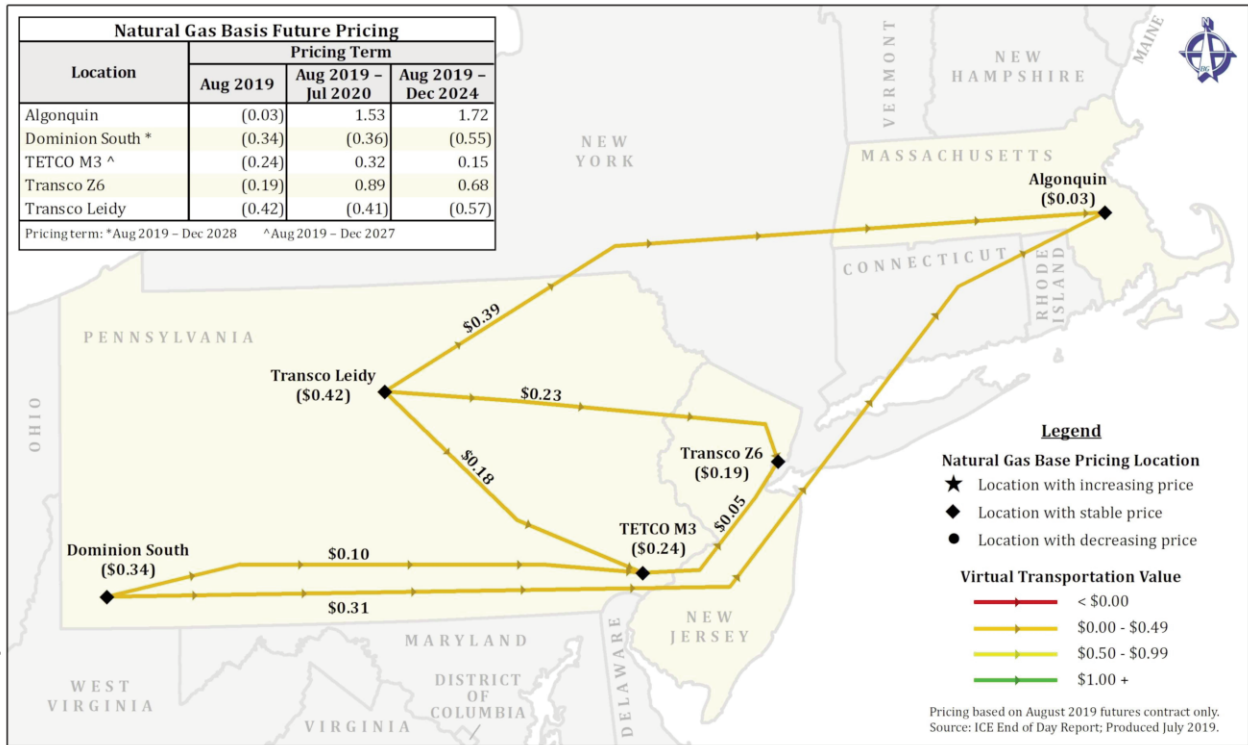 Natural Gas Basis Future Pricing
Location
Pricing Term
Aug 2019
Aug 2019 –
Jul 2020
Aug 2019 –
Dec 2024
Algonquin (0.03) 1.53 1.72
Dominion South * (0.34) (0.36) (0.55)
TETCO M3 ^ (0.24) 0.32 0.15
Transco Z6 (0.19) 0.89 0.68
Transco Leidy (0.42) (0.41) (0.57)
Pricing term: *Aug 2019 – Dec 2028 ^Aug 2019 – Dec 2027
N
VERMONT
NEW
HAMPSHIRE
MAINE
NEW
YORK
MASSACHUSETTS
Algonquin
($0.03)
CONNECTICUT
RHODE
ISLAND
PENNSYLVANIA
$0.39
Transco Leidy
($0.42)
$0.23
OHIO
$0.18
Transco Z6
($0.19)
$0.05
TETCO M3
($0.24)
Dominion South
($0.34)
$0.10
$0.31
NEW
JERSEY
MARYLAND
DELAWARE
WEST
VIRGINIA
DISTRICT
OF
COLUMBIA
VIRGINIA
Legend
Natural Gas Base Pricing Location
Location with increasing price
Location with stable price
Location with decreasing price
Virtual Transportation Value
< $0.00
$0.00 - $0.49
$0.50 - $0.99
$1.00 +
Pricing based on August 2019 futures contract only.
Source: ICE End of Day Report; Produced July 2019.